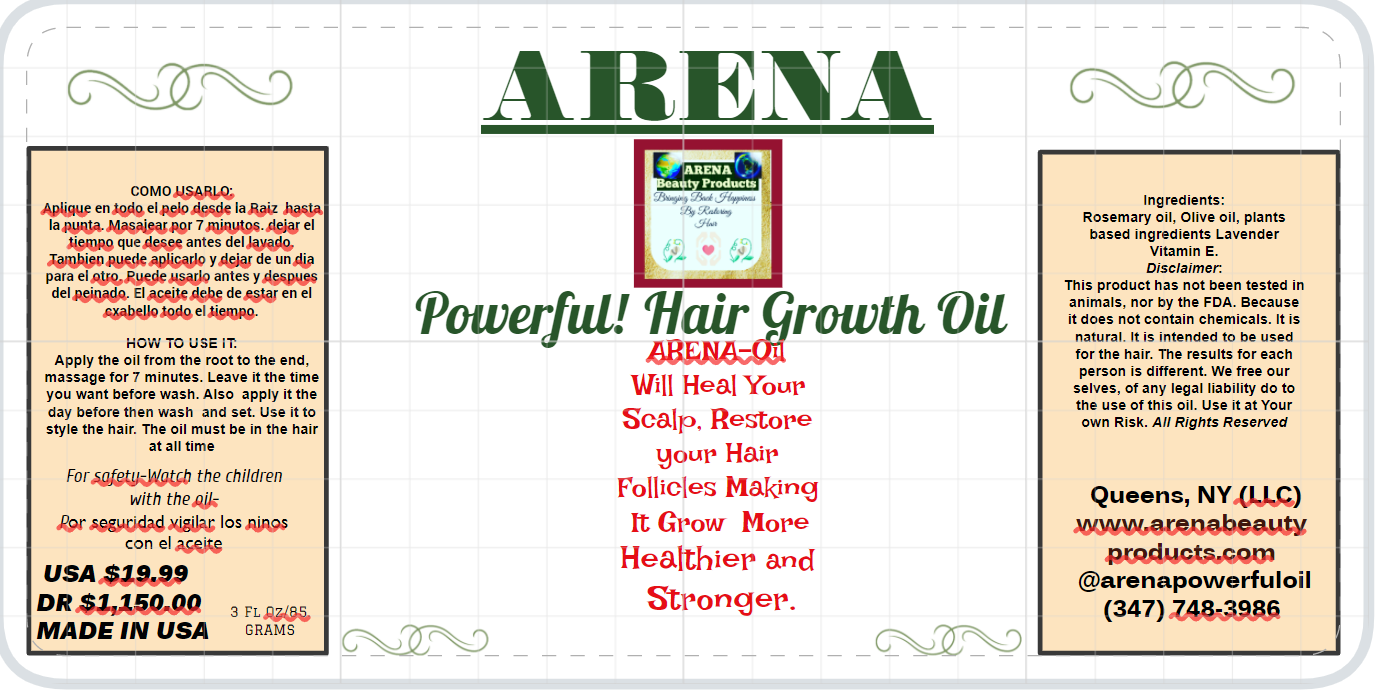 ARENA
ARENA
Beauty Products
Bringing Back Happiness
By Restoring
Hair
Powerful! Hair Growth Oil
ARENA-Oil
Will Heal Your
Scalp, Restore
your Hair
Follicles Making
It Grow More
Healthier and
Stronger.
COMO USARLO:
Aplique en todo el pelo desde la Raiz hasta
la punta. Masajear por 7 minutos. dejar el
tiempo que desee antes del lavado.
Tambien puede aplicarlo y dejar de un dia
para el otro. Puede usarlo antes y despues
del peinado. El aceite debe de estar en el
cxabello todo el tiempo.
HOW TO USE IT:
Apply the oil from the root to the end,
massage for 7 minutes. Leave it the time
you want before wash. Also apply it the
day before then wash and set. Use it to
style the hair. The oil must be in the hair
at all time
For safety-Watch the children
with the oil-
Por seguridad vigilar los ninos
con el aceite
USA $19.99
DR $1,150.00
MADE IN USA
3 Fl Oz/85
GRAMS
Ingredients:
Rosemary oil, Olive oil, plants
based ingredients Lavender
Vitamin E.
Disclaimer:
This product has not been tested in
animals, nor by the FDA. Because
it does not contain chemicals. It is
natural. It is intended to be used
for the hair. The results for each
person is different. We free our
selves, of any legal liability do to
the use of this oil. Use it at Your
own Risk. All Rights Reserved
Queens, NY (LLC)
www.arenabeauty
products.com
@arenapowerfuloil
(347) 748-3986